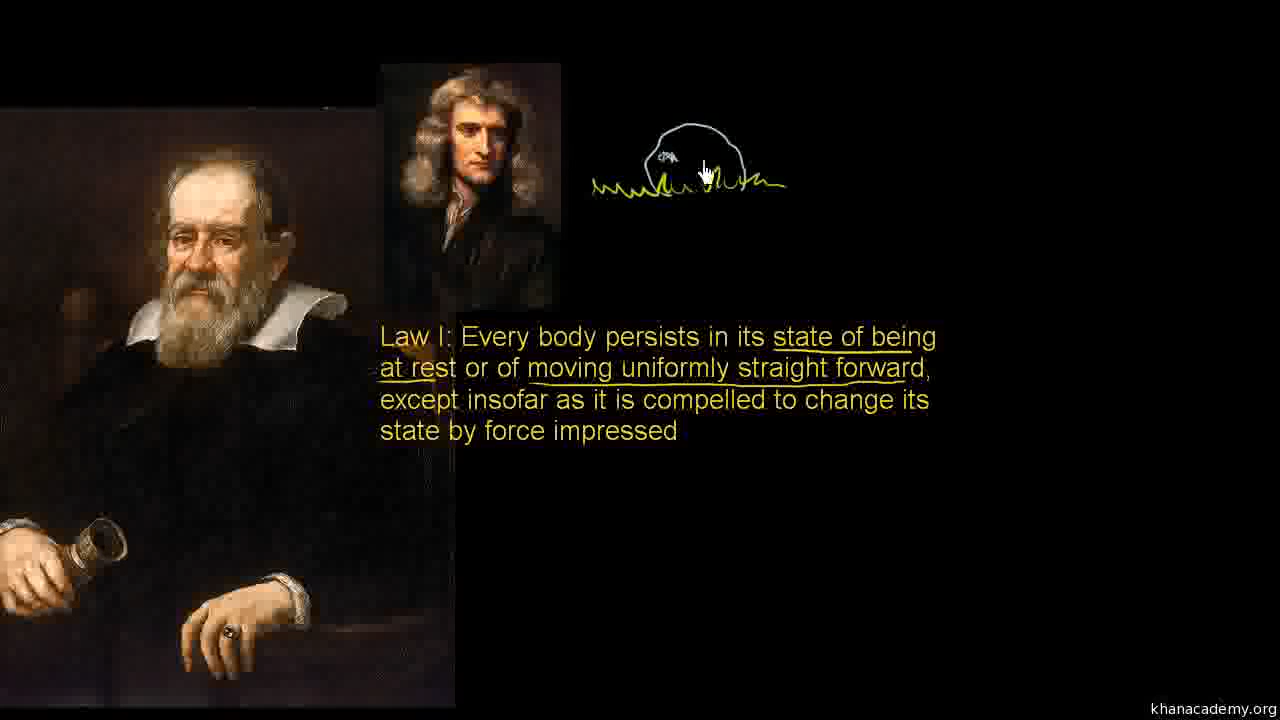 Law I: Every body persists in its state of being
at rest or of moving uniformly straight forward,
except insofar as it is compelled to change its
state by force impressed
khanacademy.org